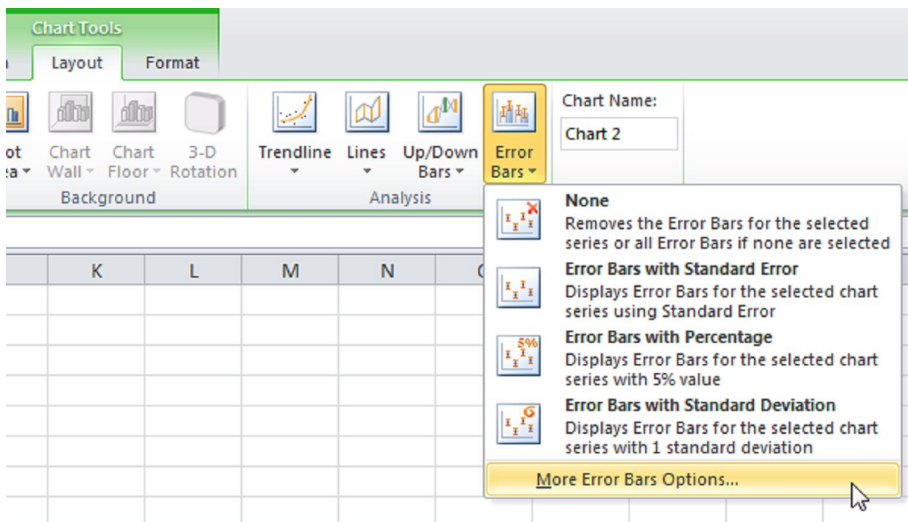 Chart Tools
Layout Format
Chart Name:
Chart 2
Chart Wall
Chart Floor
3-D Rotation
Trendline
Lines
Up/Down Bars
Error Bars
Background
Analysis
None
Removes the Error Bars for the selected
series or all Error Bars if none are selected
Error Bars with Standard Error
Displays Error Bars for the selected chart
series using Standard Error
5%
Error Bars with Percentage
Displays Error Bars for the selected chart
series with 5% value
σ
Error Bars with Standard Deviation
Displays Error Bars for the selected chart
series with 1 standard deviation
More Error Bars Options...
K L M N